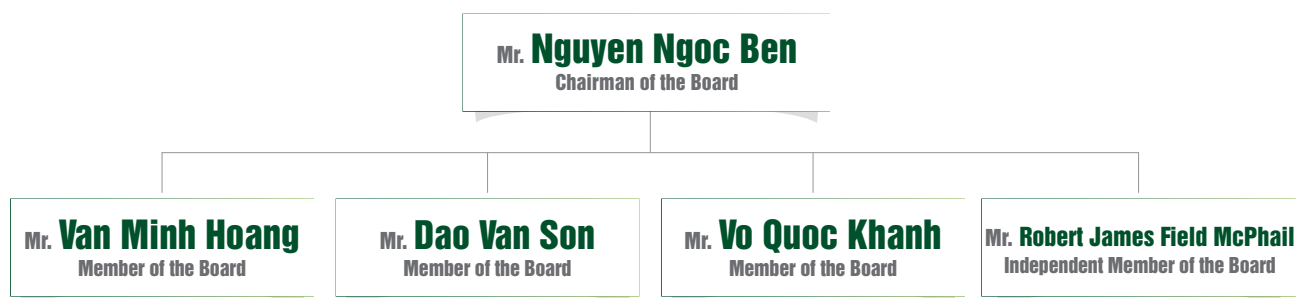 Mr. Nguyen Ngoc Ben
Chairman of the Board
Mr. Van Minh Hoang
Member of the Board
Mr. Dao Van Son
Member of the Board
Mr. Vo Quoc Khanh
Member of the Board
Mr. Robert James Field McPhail
Independent Member of the Board